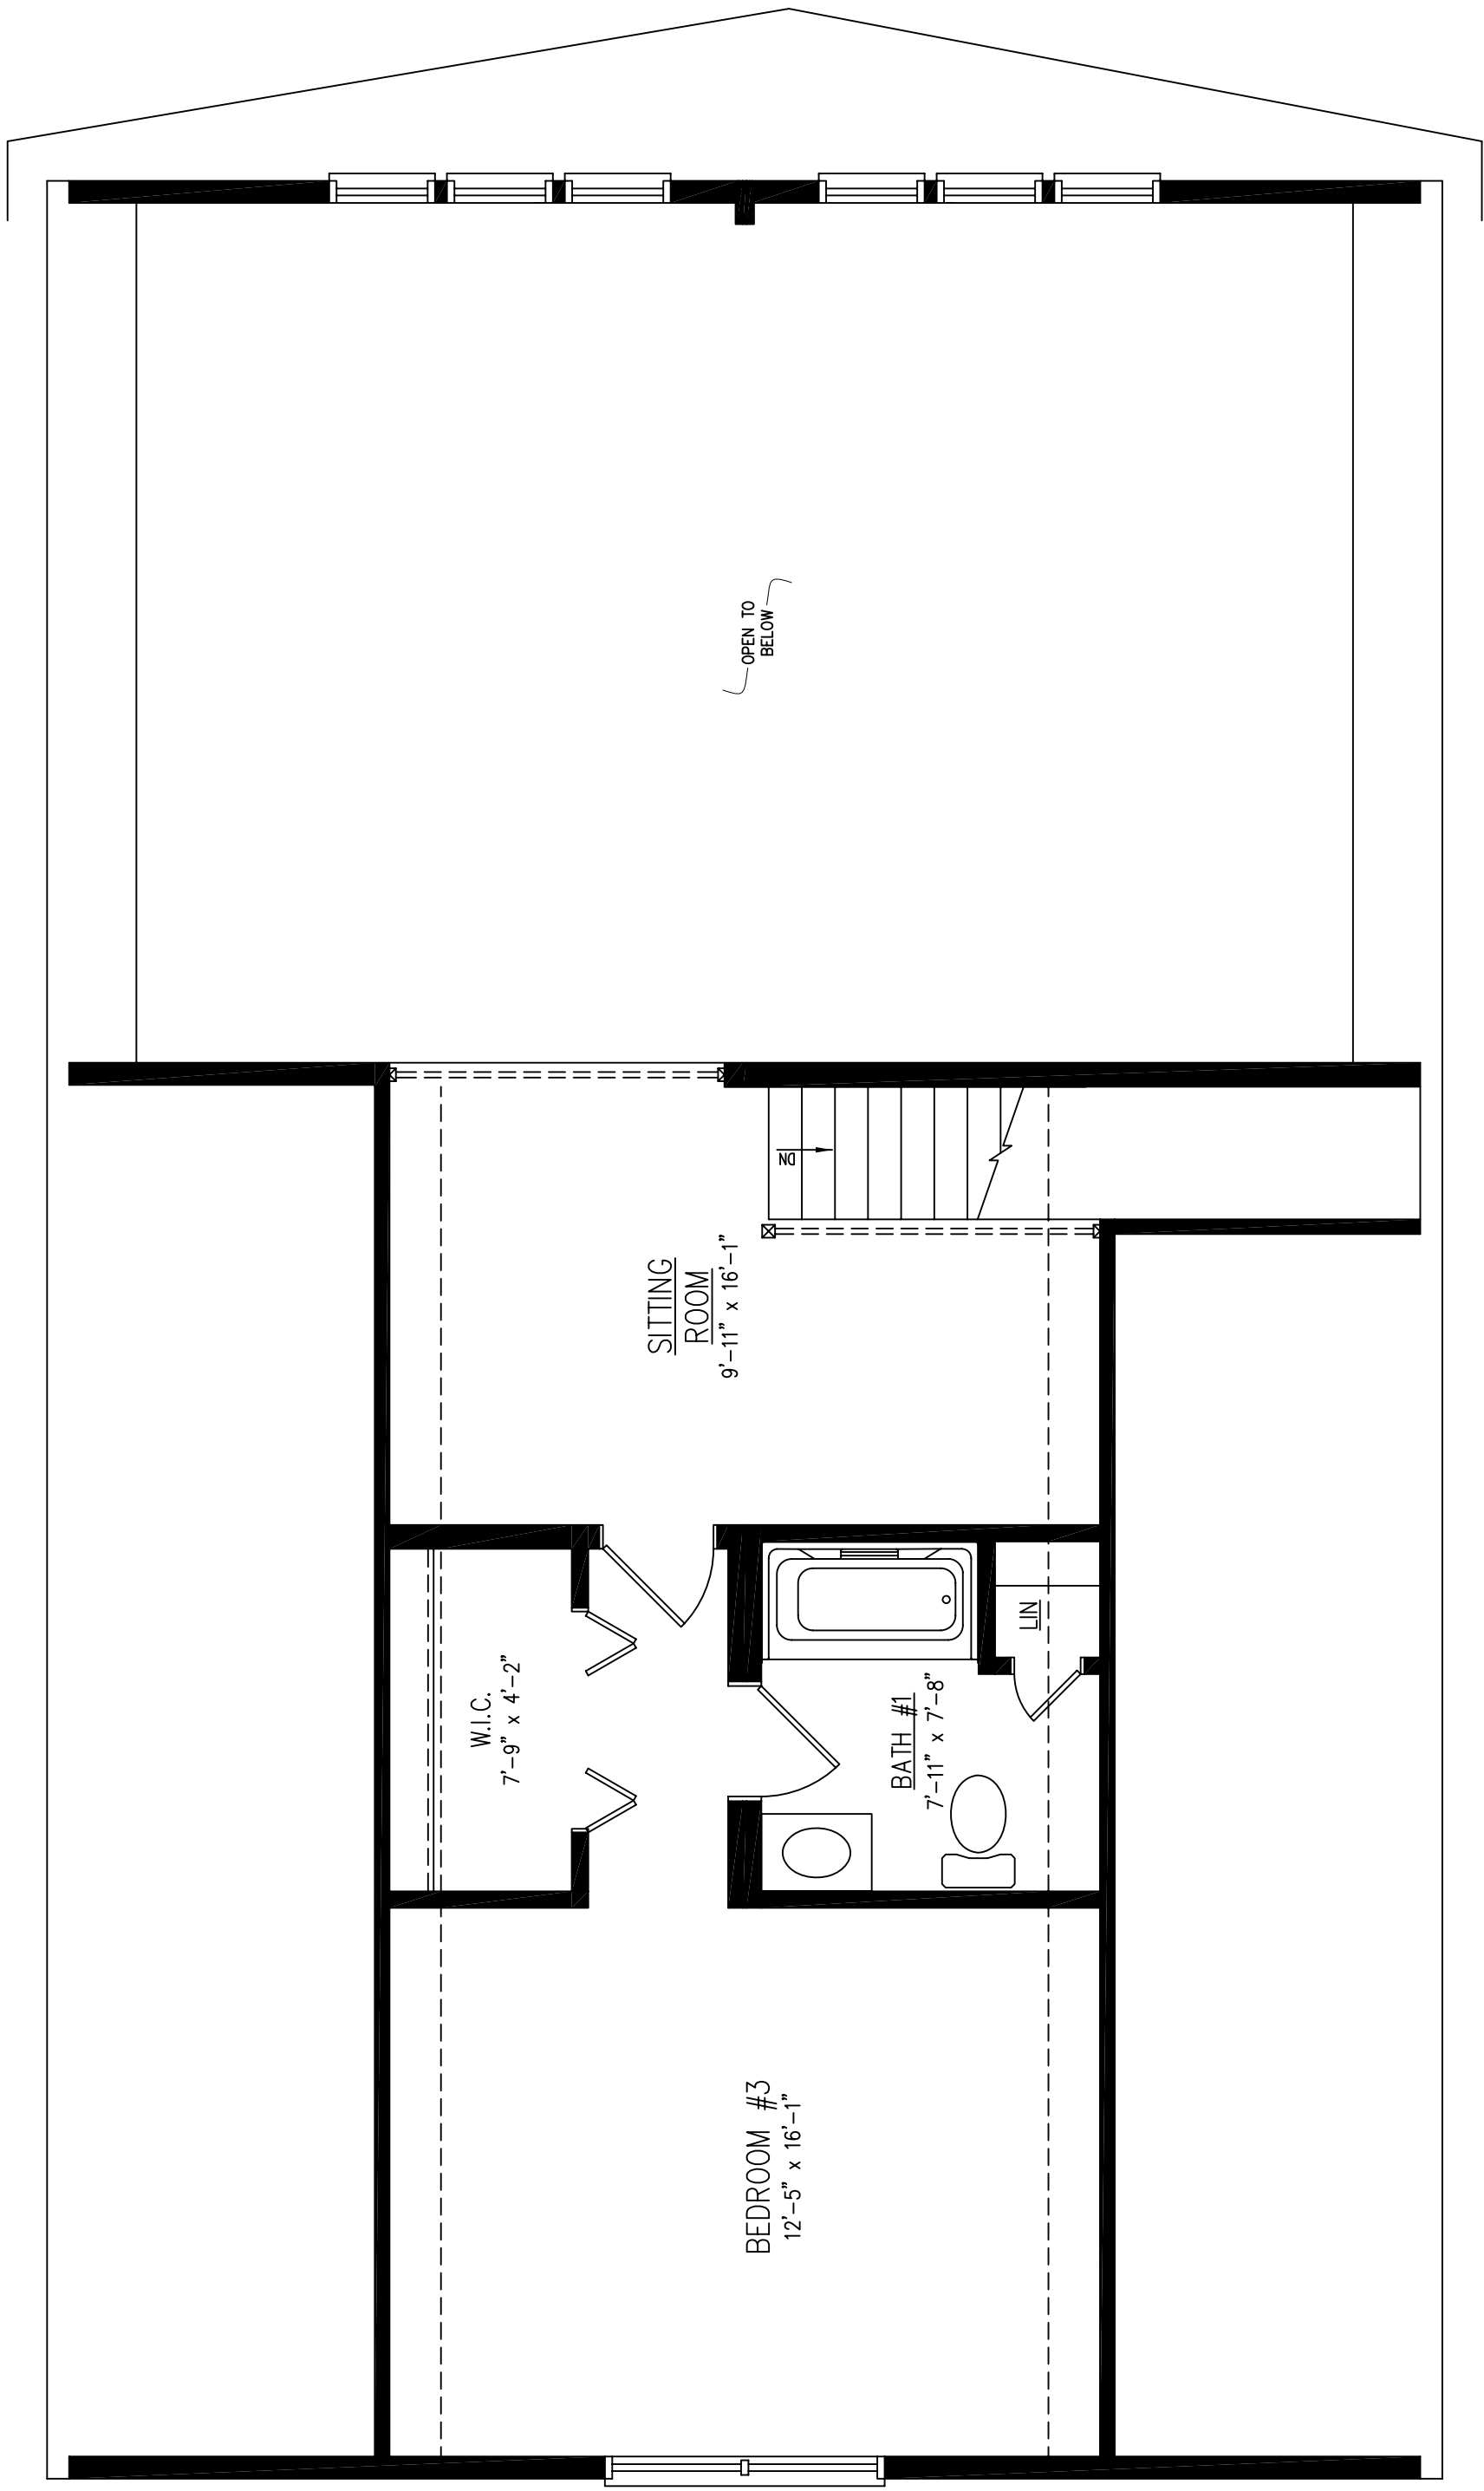 OPEN TO
BELOW
DN
SITTING
ROOM
9'-11" x 16'-1"
W.I.C.
7'-9" x 4'-2"
LIN
BATH #1
7'-11" x 7'-8"
BEDROOM #3
12'-5" x 16'-1"